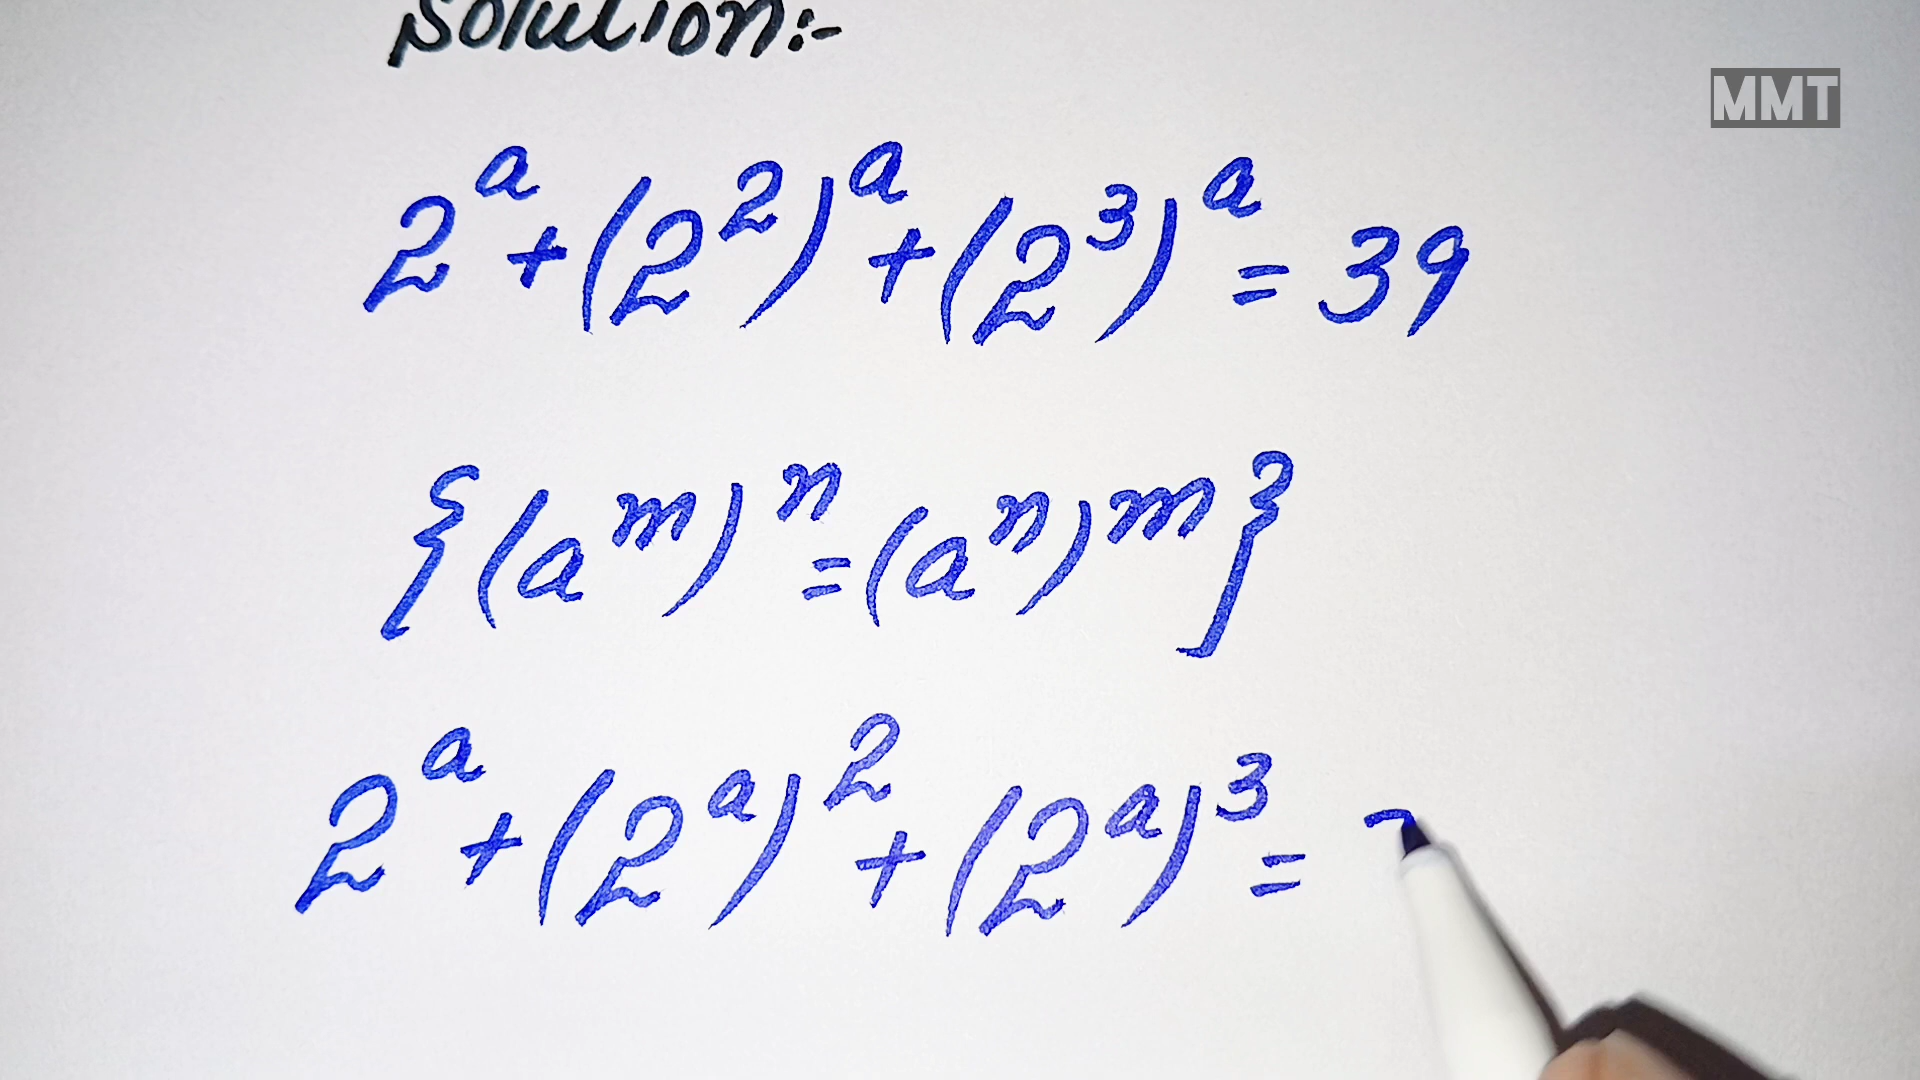 Solution:-
MMT
2^a + (2^2)^a + (2^3)^a = 39
{(a^m)^n = (a^n)^m}
2^a + (2^a)^2 + (2^a)^3 =